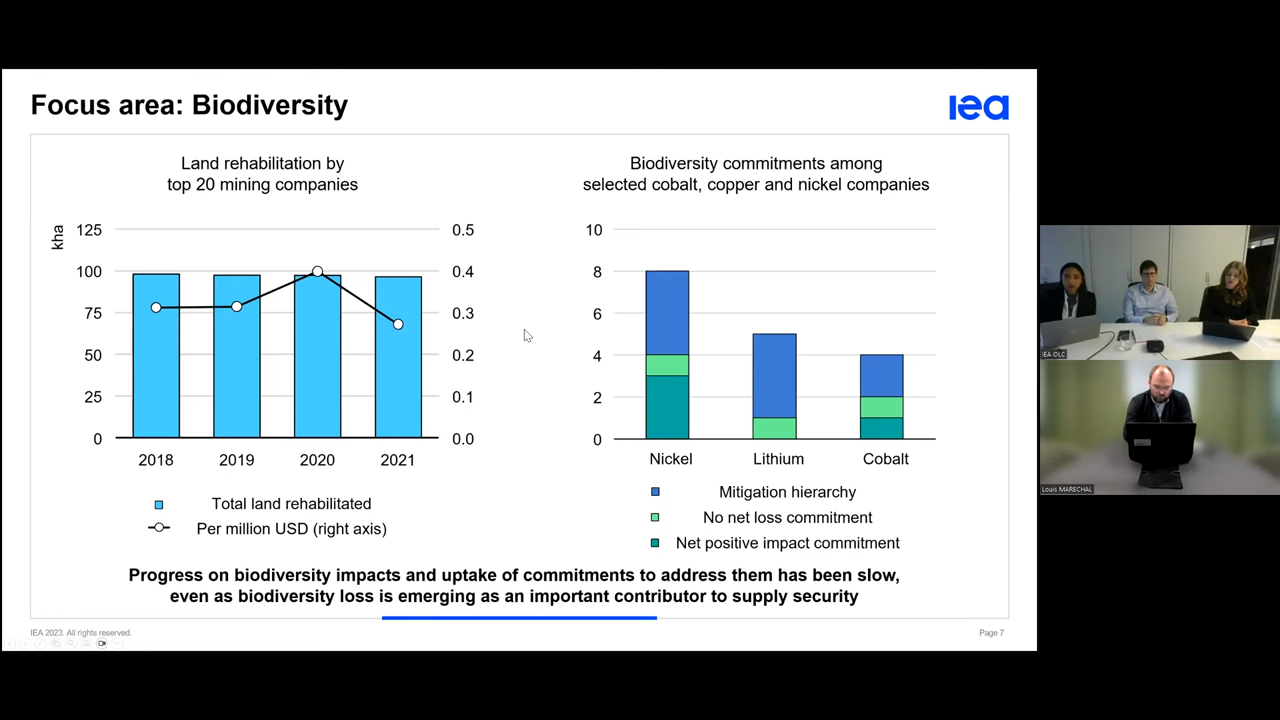 Focus area: Biodiversity
iea
Land rehabilitation by
top 20 mining companies
kha
125
100
75
50
25
0
0.5
0.4
0.3
0.2
0.1
0.0
2018
2019
2020
2021
Total land rehabilitated
Per million USD (right axis)
Biodiversity commitments among
selected cobalt, copper and nickel companies
10
8
6
4
2
0
Nickel
Lithium
Cobalt
Mitigation hierarchy
No net loss commitment
Net positive impact commitment
Progress on biodiversity impacts and uptake of commitments to address them has been slow,
even as biodiversity loss is emerging as an important contributor to supply security
IEA 2023. All rights reserved.
Page 7
IEA OLC
Louis MARECHAL